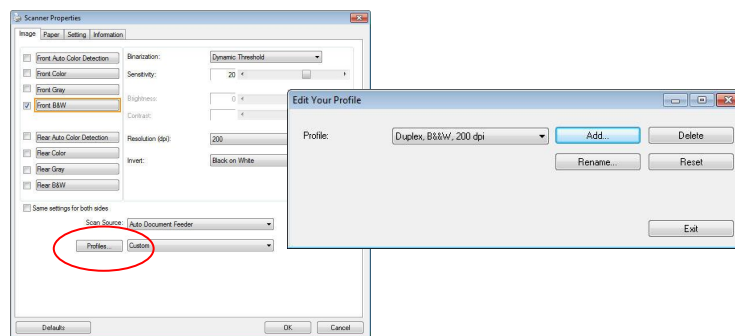 Scanner Properties
Image Paper Setting Information
Front Auto Color Detection
Front Color
Front Gray
Front B&W
Rear Auto Color Detection
Rear Color
Rear Gray
Rear B&W
Binarization: Dynamic Threshold
Sensitivity: 20
Brightness: 0
Contrast:
Resolution (dpi): 200
Invert: Black on White
Same settings for both sides
Scan Source: Auto Document Feeder
Profiles... Custom
Defaults OK Cancel
Edit Your Profile
Profile: Duplex, B&&W, 200 dpi Add... Delete
Rename... Reset
Exit